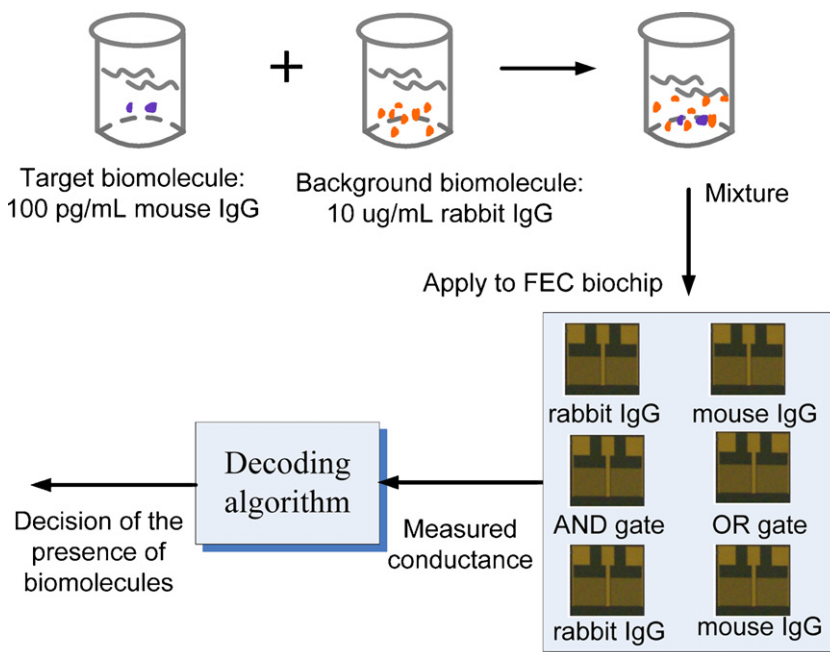 +
Target biomolecule:
100 pg/mL mouse IgG
Background biomolecule:
10 ug/mL rabbit IgG
Mixture
Apply to FEC biochip
rabbit IgG
mouse IgG
AND gate
OR gate
rabbit IgG
mouse IgG
Measured
conductance
Decoding
algorithm
Decision of the
presence of
biomolecules